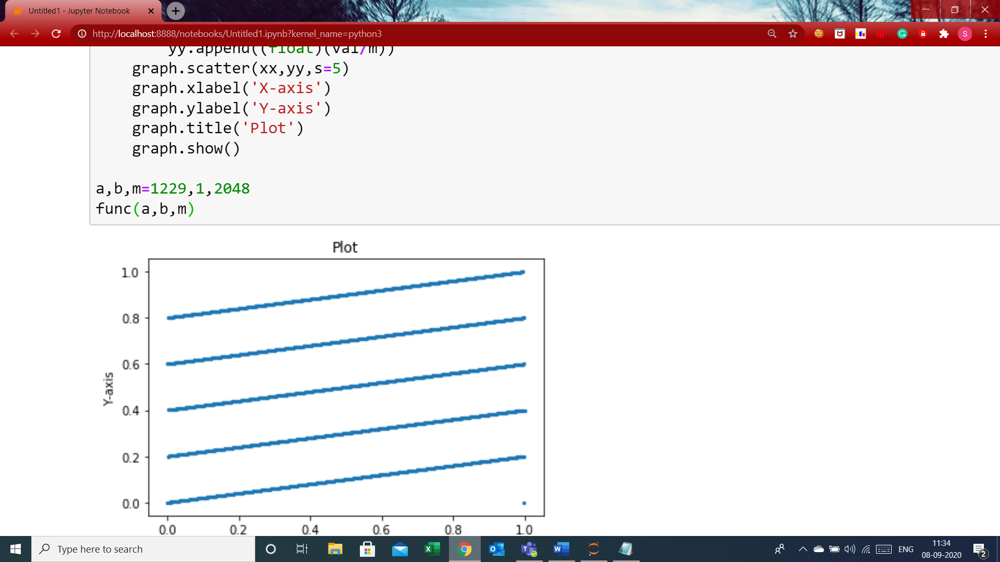 Untitled1 - Jupyter Notebook
http://localhost:8888/notebooks/Untitled1.ipynb?kernel_name=python3
NP
G
S
yy.append((float)(val/m))
graph.scatter(xx,yy,s=5)
graph.xlabel('X-axis')
graph.ylabel('Y-axis')
graph.title('Plot')
graph.show()
a,b,m=1229,1,2048
func(a,b,m)
Plot
1.0
0.8
0.6
Y-axis
0.4
0.2
0.0
0.0 0.2 0.4 0.6 0.8 1.0
Type here to search
ENG
11:34
08-09-2020
2